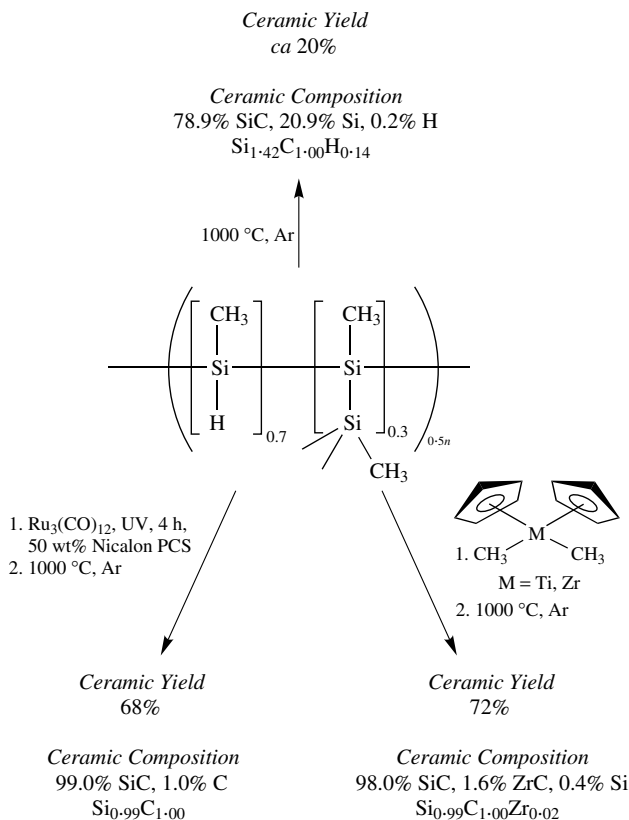 Ceramic Yield
ca 20%
Ceramic Composition
78.9% SiC, 20.9% Si, 0.2% H
Si1·42C1·00H0·14
1000 °C, Ar
CH3
CH3
Si
Si
H
Si
0.7
0.3
0·5n
CH3
1. Ru3(CO)12, UV, 4 h,
50 wt% Nicalon PCS
2. 1000 °C, Ar
M
1. CH3
CH3
M = Ti, Zr
2. 1000 °C, Ar
Ceramic Yield
68%
Ceramic Composition
99.0% SiC, 1.0% C
Si0·99C1·00
Ceramic Yield
72%
Ceramic Composition
98.0% SiC, 1.6% ZrC, 0.4% Si
Si0·99C1·00Zr0·02